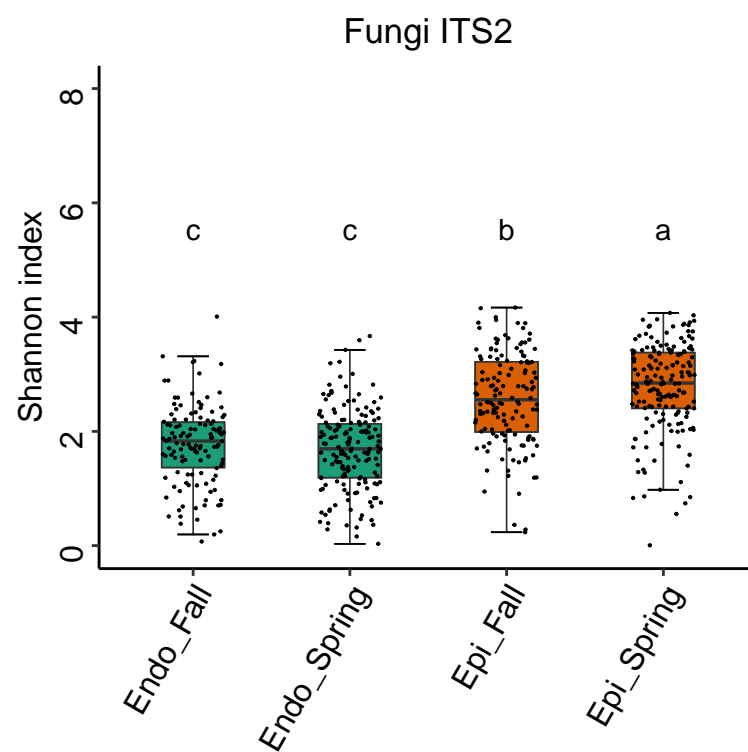 Fungi ITS2
Shannon index
8
6
4
2
0
c c b a
Endo_Fall
Endo_Spring
Epi_Fall
Epi_Spring